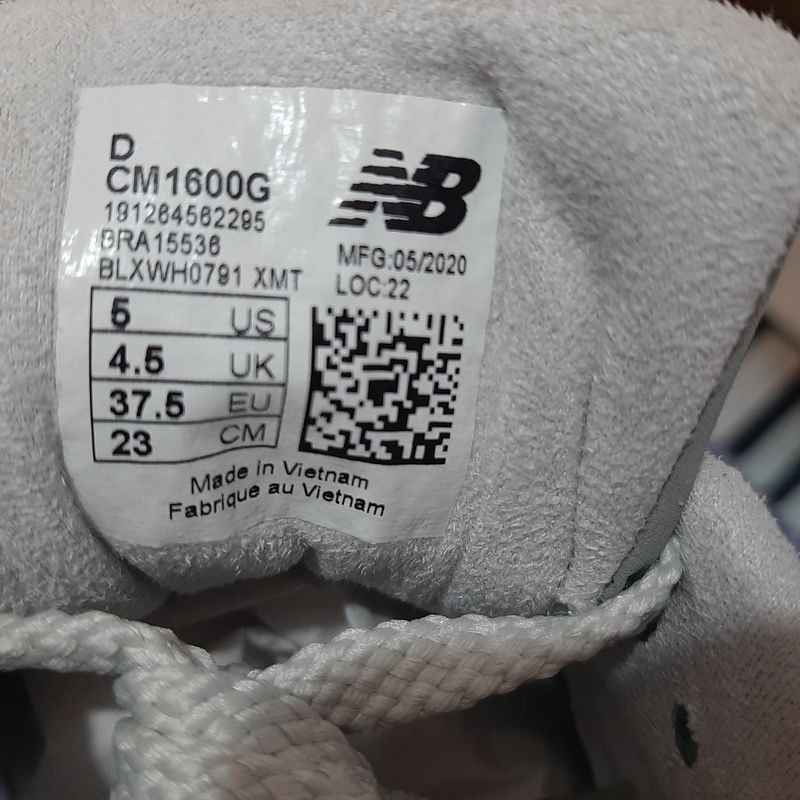 D
CM1600G
191264562295
BRA15536
BLXWH0791 XMT
NB
MFG:05/2020
LOC:22
5 US
4.5 UK
37.5 EU
23 CM
Made in Vietnam
Fabrique au Vietnam